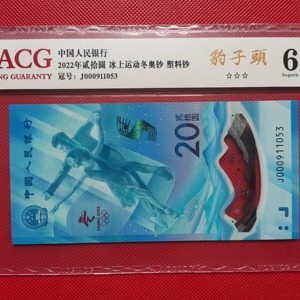 ACG
NG GUARANTY
中国人民银行
2022年贰拾圆 冰上运动冬奥钞 塑料钞
冠号: J000911053
豹子頭
☆☆☆
6
Superb
中国人民银行
20
贰拾圆
J000911053